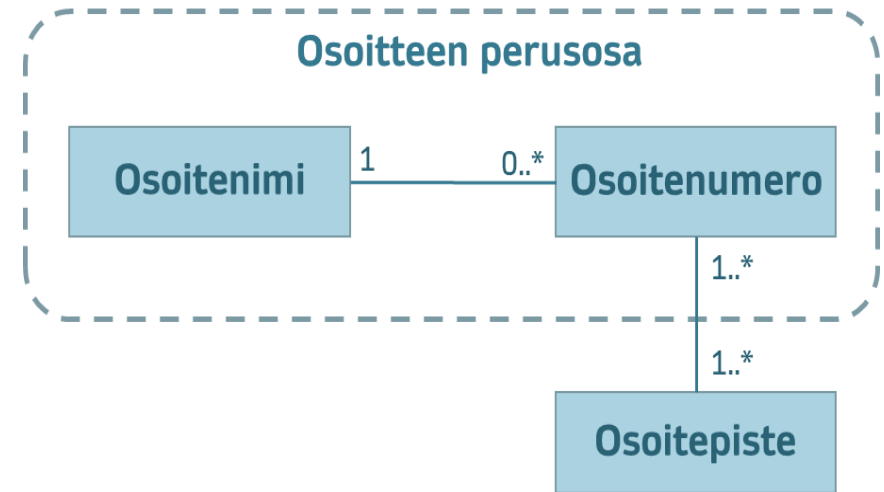 Osoitteen perusosa
Osoitenimi
1
0..*
Osoitenumero
1..*
1..*
Osoitepiste